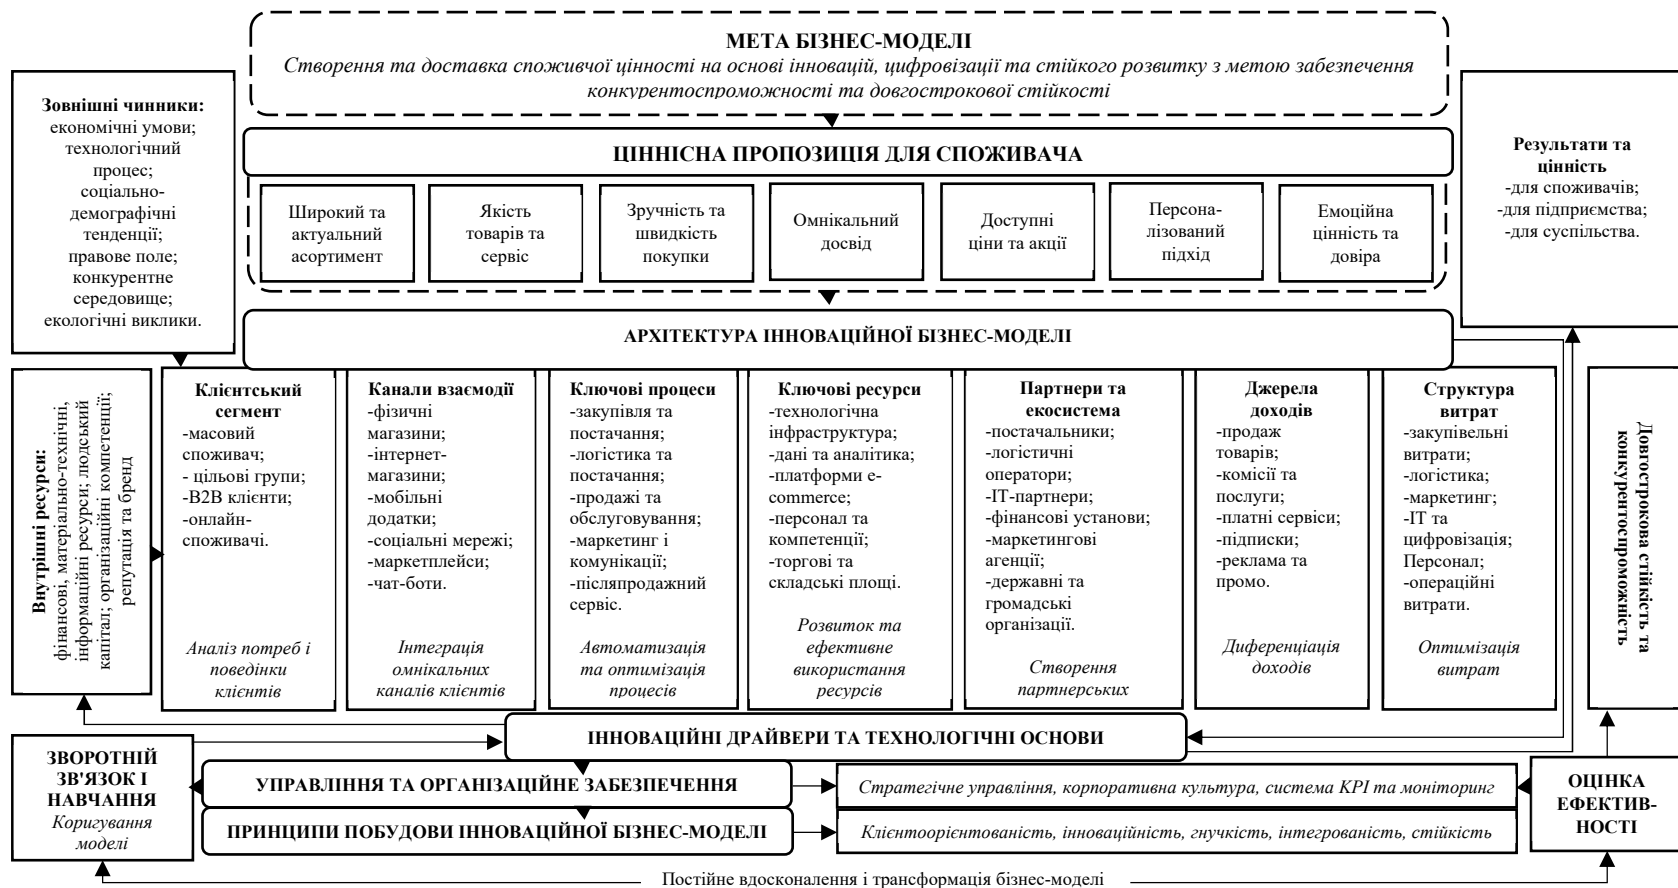 МЕТА БІЗНЕС-МОДЕЛІ
Створення та доставка споживчої цінності на основі інновацій, цифровізації та стійкого розвитку з метою забезпечення
конкурентоспроможності та довгострокової стійкості
Зовнішні чинники:
економічні умови;
технологічний
процес;
соціально-
демографічні
тенденції;
правове поле;
конкурентне
середовище;
екологічні виклики.
ЦІННІСНА ПРОПОЗИЦІЯ ДЛЯ СПОЖИВАЧА
Широкий та
актуальний
асортимент
Якість
товарів та
сервіс
Зручність та
швидкість
покупки
Омнікальний
досвід
Доступні
ціни та акції
Персона-
лізований
підхід
Емоційна
цінність та
довіра
Результати та
цінність
-для споживачів;
-для підприємства;
-для суспільства.
АРХІТЕКТУРА ІННОВАЦІЙНОЇ БІЗНЕС-МОДЕЛІ
Внутрішні ресурси:
фінансові, матеріально-технічні,
інформаційні ресурси; людський
капітал; організаційні компетенції;
репутація та бренд
Клієнтський
сегмент
-масовий
споживач;
- цільові групи;
-B2B клієнти;
-онлайн-
споживачі.
Аналіз потреб і
поведінки
клієнтів
Канали взаємодії
-фізичні
магазини;
-інтернет-
магазини;
-мобільні
додатки;
-соціальні мережі;
-маркетплейси;
-чат-боти.
Інтеграція
омнікальних
каналів клієнтів
Ключові процеси
-закупівля та
постачання;
-логістика та
постачання;
-продажі та
обслуговування;
-маркетинг і
комунікації;
-післяпродажний
сервіс.
Автоматизація
та оптимізація
процесів
Ключові ресурси
-технологічна
інфраструктура;
-дані та аналітика;
-платформи e-
commerce;
-персонал та
компетенції;
-торгові та
складські площі.
Розвиток та
ефективне
використання
ресурсів
Партнери та
екосистема
-постачальники;
-логістичні
оператори;
-ІТ-партнери;
-фінансові установи;
-маркетингові
агенції;
-державні та
громадські
організації.
Створення
партнерських
Джерела
доходів
-продаж
товарів;
-комісії та
послуги;
-платні сервіси;
-підписки;
-реклама та
промо.
Диференціація
доходів
Структура
витрат
-закупівельні
витрати;
-логістика;
-маркетинг;
-ІТ та
цифровізація;
Персонал;
-операційні
витрати.
Оптимізація
витрат
Довгострокова стійкість та
конкурентоспроможність
ІННОВАЦІЙНІ ДРАЙВЕРИ ТА ТЕХНОЛОГІЧНІ ОСНОВИ
ЗВОРОТНІЙ
ЗВ'ЯЗОК І
НАВЧАННЯ
Коригування
моделі
УПРАВЛІННЯ ТА ОРГАНІЗАЦІЙНЕ ЗАБЕЗПЕЧЕННЯ
Стратегічне управління, корпоративна культура, система KPI та моніторинг
ПРИНЦИПИ ПОБУДОВИ ІННОВАЦІЙНОЇ БІЗНЕС-МОДЕЛІ
Клієнтоорієнтованість, інноваційність, гнучкість, інтегрованість, стійкість
ОЦІНКА
ЕФЕКТИВ-
НОСТІ
Постійне вдосконалення і трансформація бізнес-моделі